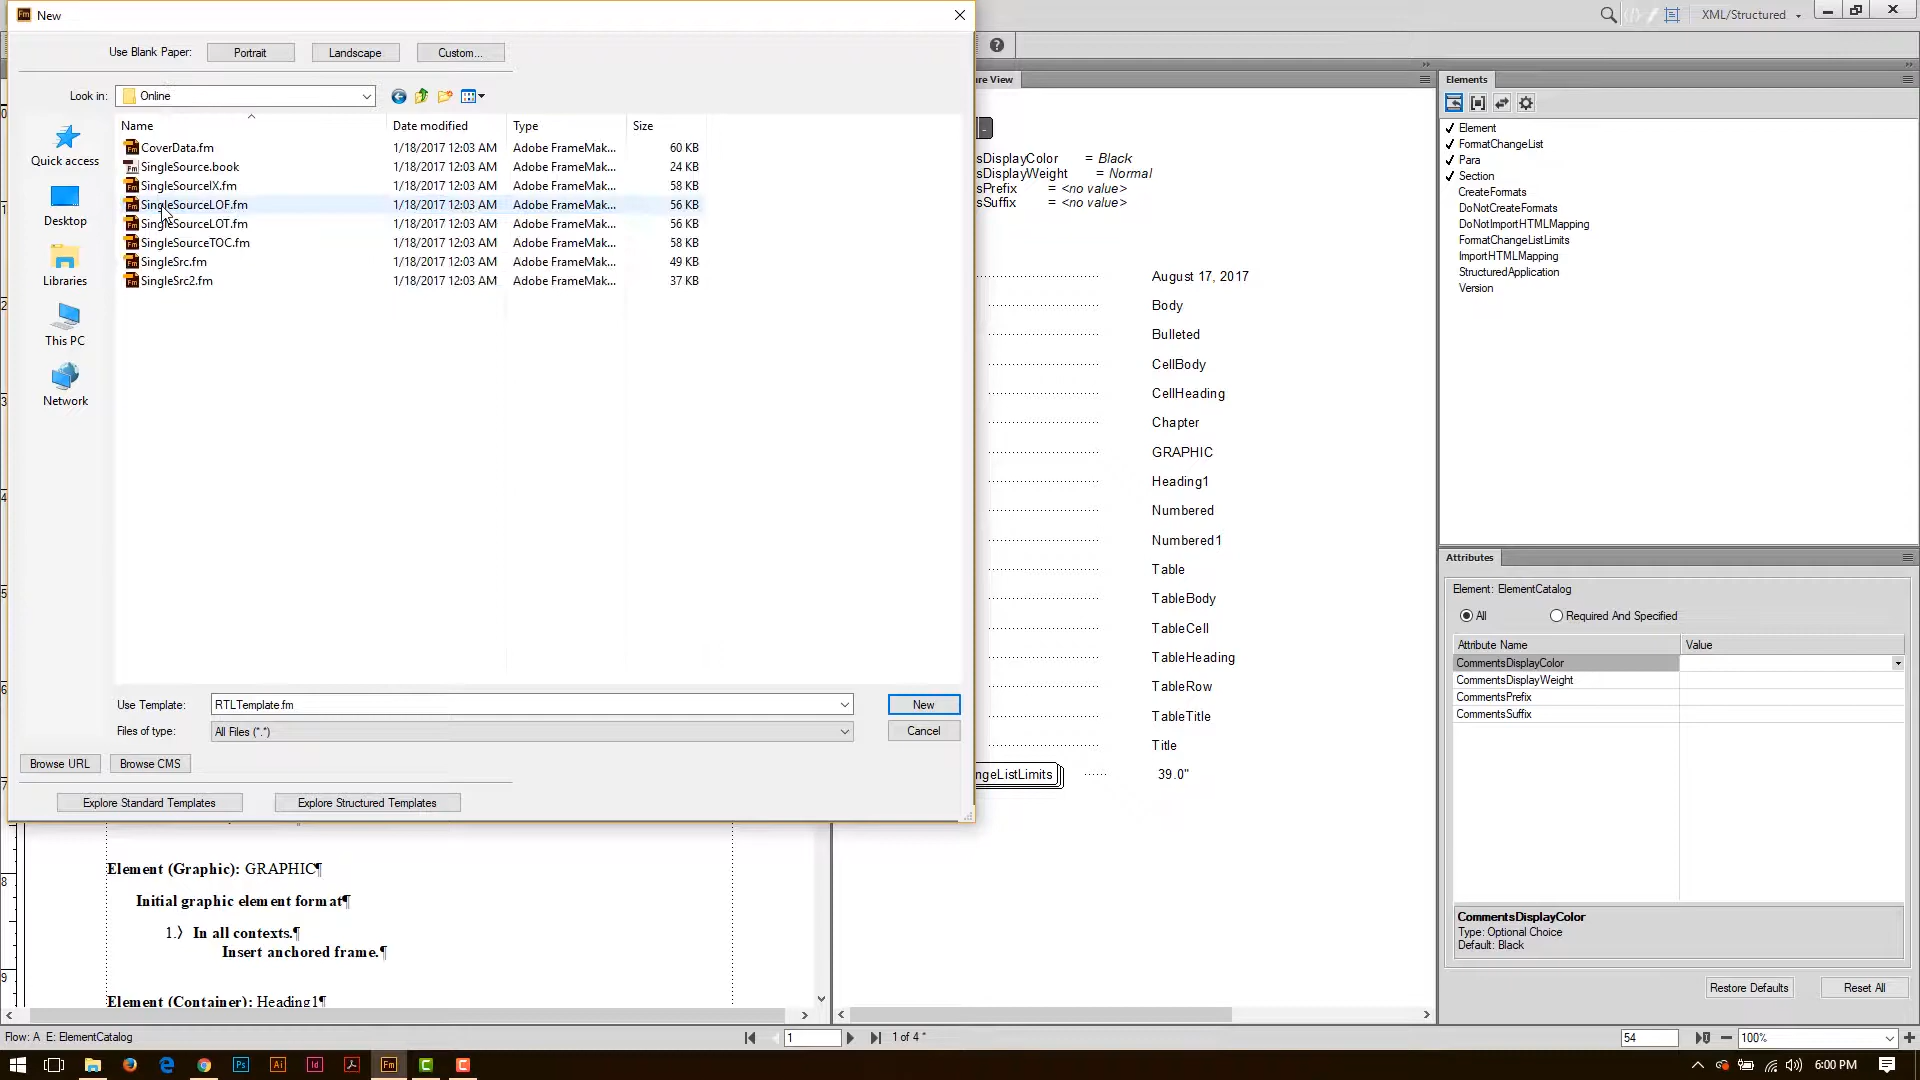 New
XML/Structured
Use Blank Paper:
Portrait
Landscape
Custom...
Look in:
Online
re View
Elements
Name
Date modified
Type
Size
Quick access
Desktop
Libraries
This PC
Network
CoverData.fm 1/18/2017 12:03 AM Adobe FrameMak... 60 KB
SingleSource.book 1/18/2017 12:03 AM Adobe FrameMak... 24 KB
SingleSourceIX.fm 1/18/2017 12:03 AM Adobe FrameMak... 58 KB
SingleSourceLOF.fm 1/18/2017 12:03 AM Adobe FrameMak... 56 KB
SingleSourceLOT.fm 1/18/2017 12:03 AM Adobe FrameMak... 56 KB
SingleSourceTOC.fm 1/18/2017 12:03 AM Adobe FrameMak... 58 KB
SingleSrc.fm 1/18/2017 12:03 AM Adobe FrameMak... 49 KB
SingleSrc2.fm 1/18/2017 12:03 AM Adobe FrameMak... 37 KB
Use Template:
RTLTemplate.fm
New
Files of type:
All Files (*.*)
Cancel
Browse URL
Browse CMS
Explore Standard Templates
Explore Structured Templates
sDisplayColor = Black
sDisplayWeight = Normal
sPrefix = <no value>
sSuffix = <no value>
August 17, 2017
Body
Bulleted
CellBody
CellHeading
Chapter
GRAPHIC
Heading1
Numbered
Numbered1
Table
TableBody
TableCell
TableHeading
TableRow
TableTitle
Title
ngeListLimits 39.0"
Element
FormatChangeList
Para
Section
CreateFormats
DoNotCreateFormats
DoNotImportHTMLMapping
FormatChangeListLimits
ImportHTMLMapping
StructuredApplication
Version
Attributes
Element: ElementCatalog
All
Required And Specified
Attribute Name
Value
CommentsDisplayColor
CommentsDisplayWeight
CommentsPrefix
CommentsSuffix
CommentsDisplayColor
Type: Optional Choice
Default: Black
Restore Defaults
Reset All
Element (Graphic): GRAPHIC¶
Initial graphic element format¶
1.〉 In all contexts.¶
Insert anchored frame.¶
Element (Container): Heading1¶
Flow: A E: ElementCatalog
1
1 of 4 *
54
100%
6:00 PM